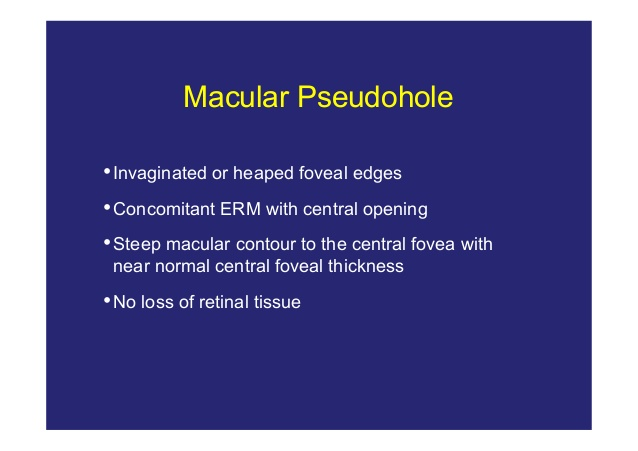 Macular Pseudohole
•Invaginated or heaped foveal edges
•Concomitant ERM with central opening
•Steep macular contour to the central fovea with
near normal central foveal thickness
•No loss of retinal tissue